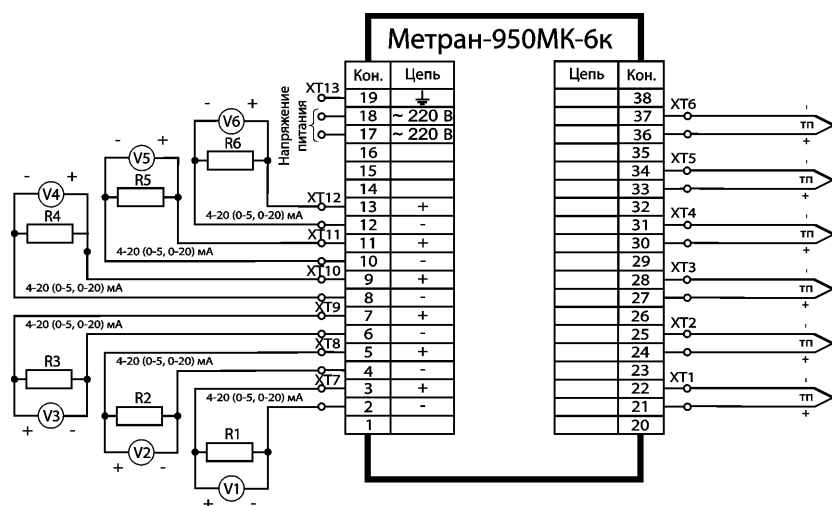 Метран-950МК-6к
Кон. Цепь
Цепь Кон.
XT13
19
18 ~ 220 В
17 ~ 220 В
16
15
14
13 +
12 -
11 +
10 -
9 +
8 -
7 +
6 -
5 +
4 -
3 +
2 -
1
Напряжение
питания
- V6 +
R6
XT12
4-20 (0-5, 0-20) мА
- V5 +
R5
XT11
4-20 (0-5, 0-20) мА
- V4 +
R4
XT10
4-20 (0-5, 0-20) мА
XT9
4-20 (0-5, 0-20) мА
R3
+ V3 -
XT8
4-20 (0-5, 0-20) мА
R2
+ V2 -
XT7
4-20 (0-5, 0-20) мА
R1
+ V1 -
38
37
36
35
34
33
32
31
30
29
28
27
26
25
24
23
22
21
20
XT6
-
ТП
+
XT5
-
ТП
+
XT4
-
ТП
+
XT3
-
ТП
+
XT2
-
ТП
+
XT1
-
ТП
+